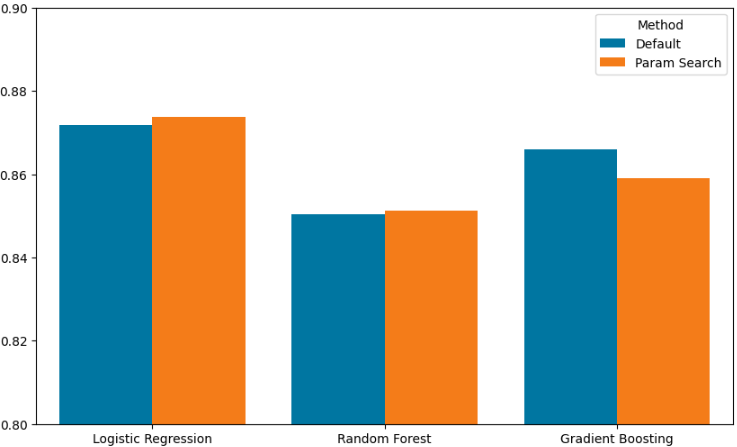 0.90
0.88
0.86
0.84
0.82
0.80
Method
Default
Param Search
Logistic Regression
Random Forest
Gradient Boosting